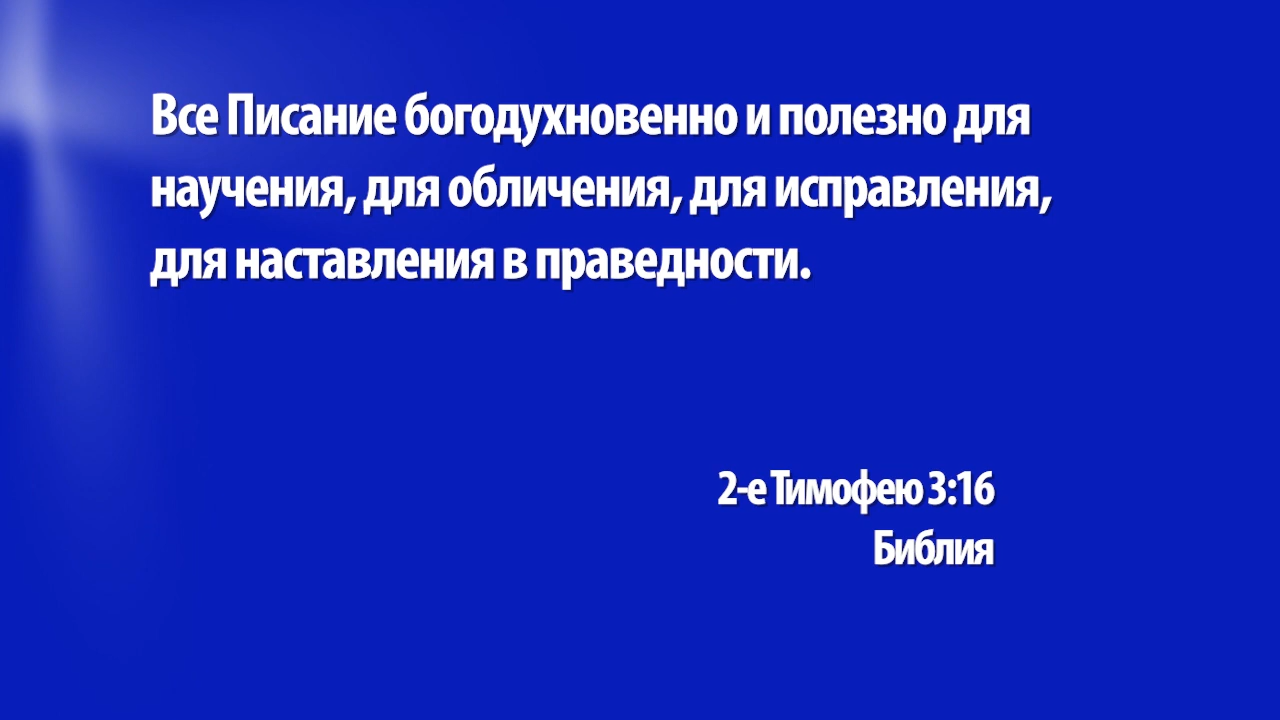 Все Писание богодухновенно и полезно для
научения, для обличения, для исправления,
для наставления в праведности.
2-е Тимофею 3:16
Библия